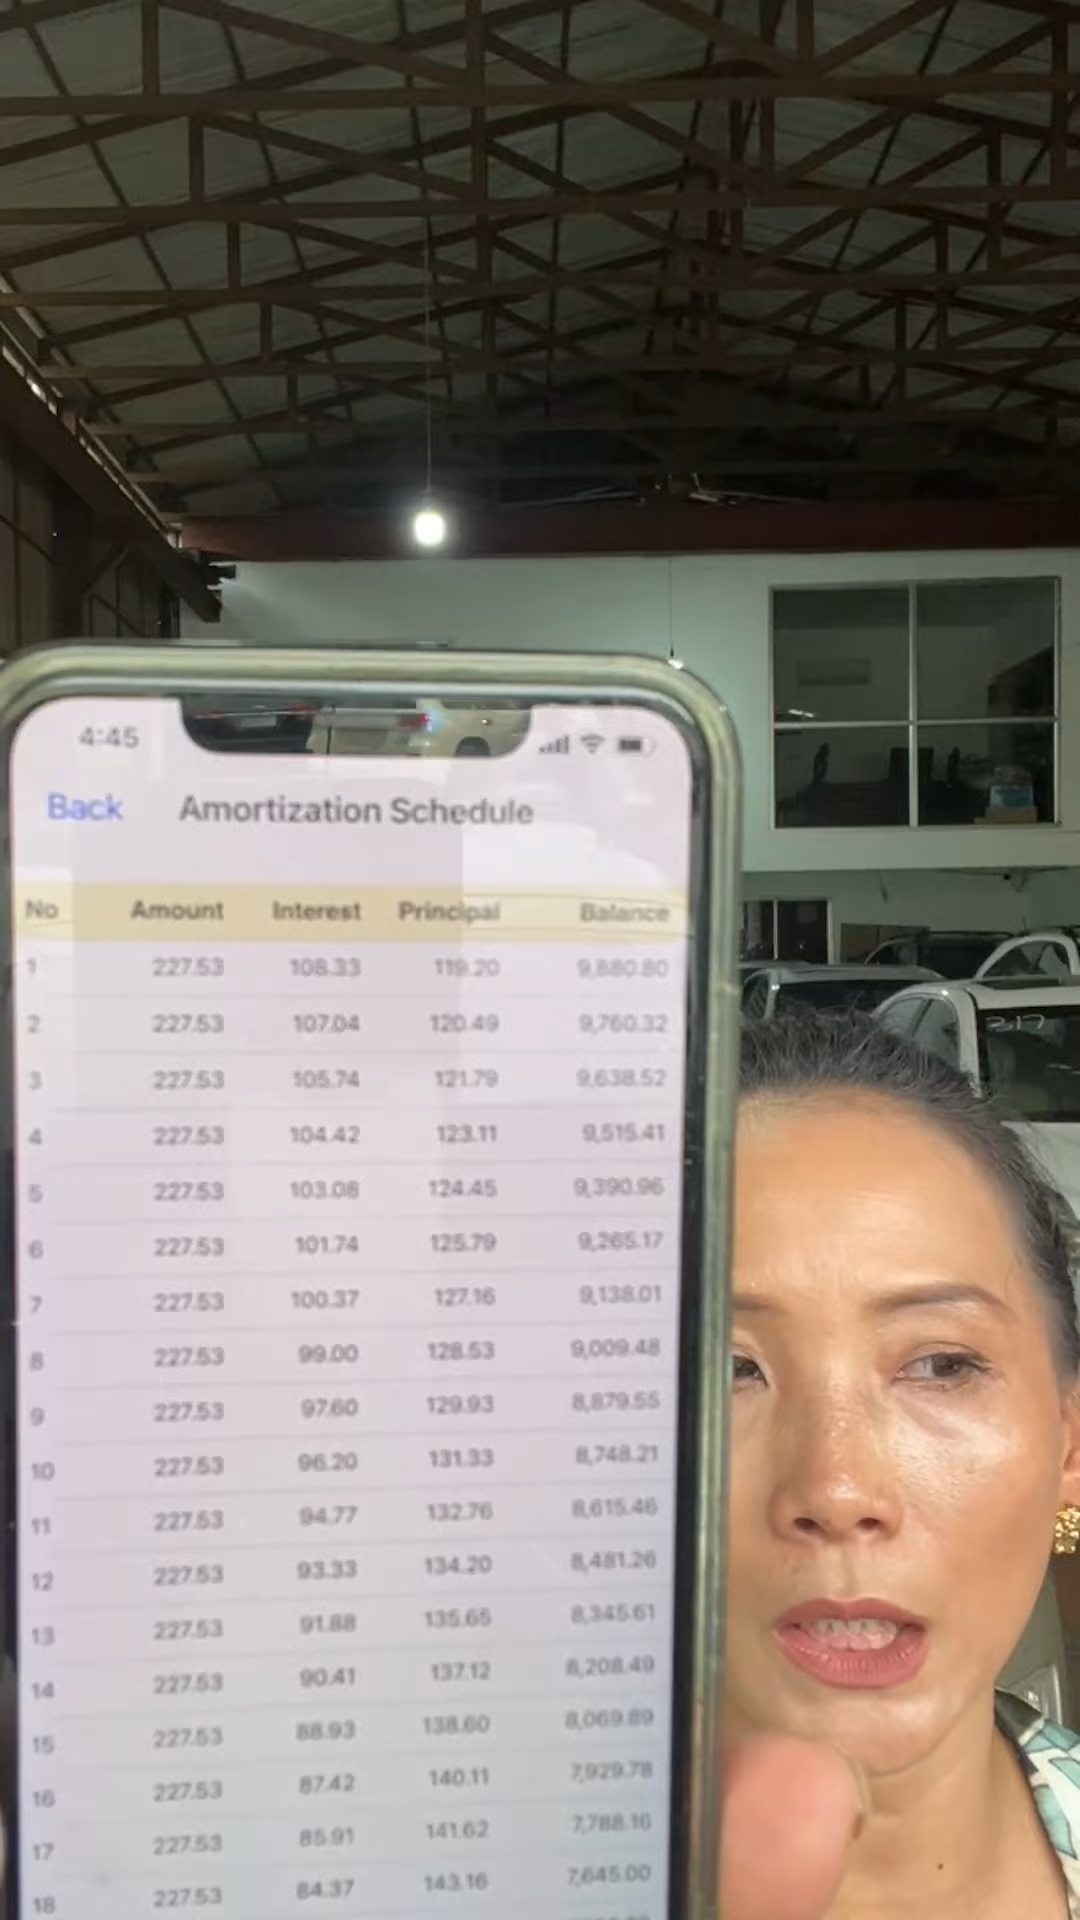 4:45
Back Amortization Schedule
No Amount Interest Principal Balance
1 227.53 108.33 119.20 9,880.80
2 227.53 107.04 120.49 9,760.32
3 227.53 105.74 121.79 9,638.52
4 227.53 104.42 123.11 9,515.41
5 227.53 103.08 124.45 9,390.96
6 227.53 101.74 125.79 9,265.17
7 227.53 100.37 127.16 9,138.01
8 227.53 99.00 128.53 9,009.48
9 227.53 97.60 129.93 8,879.55
10 227.53 96.20 131.33 8,748.21
11 227.53 94.77 132.76 8,615.46
12 227.53 93.33 134.20 8,481.26
13 227.53 91.88 135.65 8,345.61
14 227.53 90.41 137.12 8,208.49
15 227.53 88.93 138.60 8,069.89
16 227.53 87.42 140.11 7,929.78
17 227.53 85.91 141.62 7,788.16
18 227.53 84.37 143.16 7,645.00